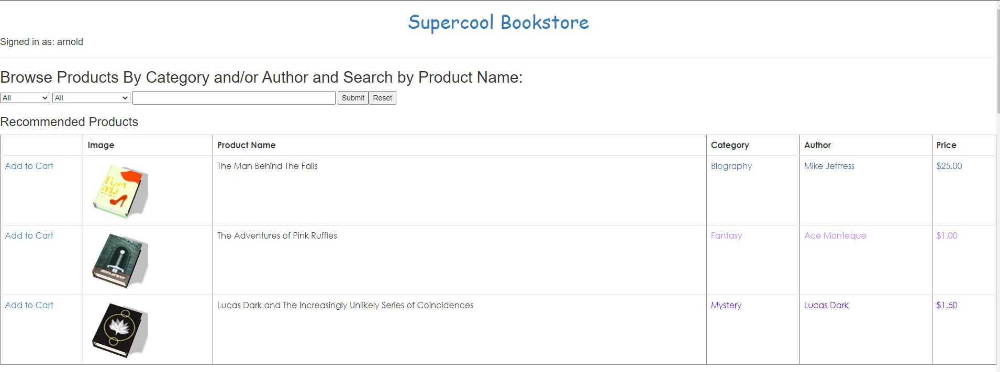 Supercool Bookstore
Signed in as: arnold
Browse Products By Category and/or Author and Search by Product Name:
All All Submit Reset
Recommended Products
Image Product Name Category Author Price
Add to Cart The Man Behind The Falls Biography Mike Jeffress $25.00
Add to Cart The Adventures of Pink Ruffles Fantasy Ace Monteque $1.00
Add to Cart Lucas Dark and The Increasingly Unlikely Series of Coincidences Mystery Lucas Dark $1.50